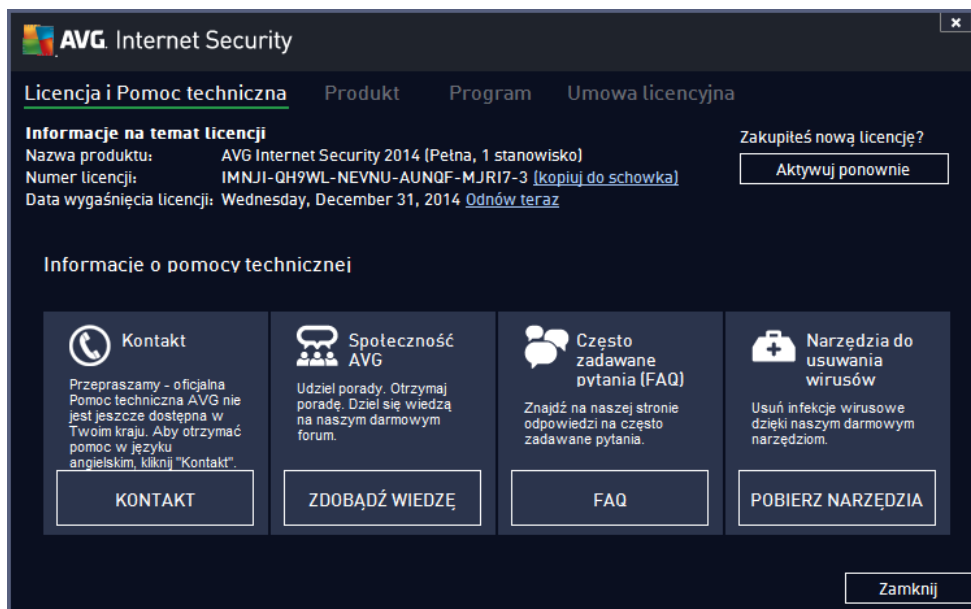 AVG. Internet Security
Licencja i Pomoc techniczna Produkt Program Umowa licencyjna
Informacje na temat licencji
Nazwa produktu: AVG Internet Security 2014 (Pełna, 1 stanowisko)
Numer licencji: IMNJI-QH9WL-NEVNU-AUNQF-MJRI7-3 (kopiuj do schowka)
Data wygaśnięcia licencji: Wednesday, December 31, 2014 Odnów teraz
Zakupiłeś nową licencję?
Aktywuj ponownie
Informacje o pomocy technicznej
Kontakt
Przepraszamy - oficjalna
Pomoc techniczna AVG nie
jest jeszcze dostępna w
Twoim kraju. Aby otrzymać
pomoc w języku
angielskim, kliknij "Kontakt".
KONTAKT
Społeczność
AVG
Udziel porady. Otrzymaj
poradę. Dziel się wiedzą
na naszym darmowym
forum.
ZDOBĄDŹ WIEDZĘ
Często
zadawane
pytania (FAQ)
Znajdź na naszej stronie
odpowiedzi na często
zadawane pytania.
FAQ
Narzędzia do
usuwania
wirusów
Usuń infekcje wirusowe
dzięki naszym darmowym
narzędziom.
POBIERZ NARZĘDZIA
Zamknij